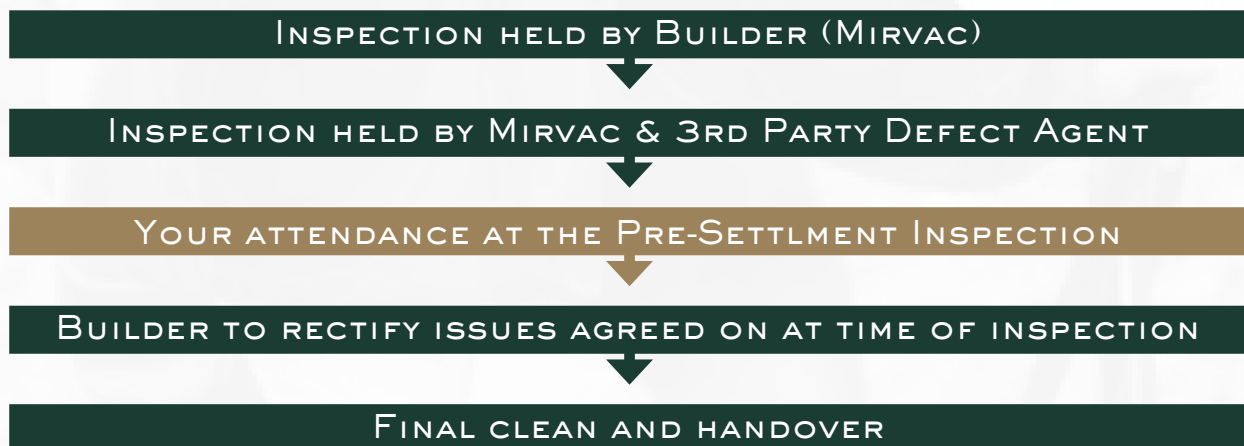 Inspection held by Builder (Mirvac)
Inspection held by Mirvac & 3rd Party Defect Agent
Your attendance at the Pre-Settlment Inspection
Builder to rectify issues agreed on at time of inspection
Final clean and handover